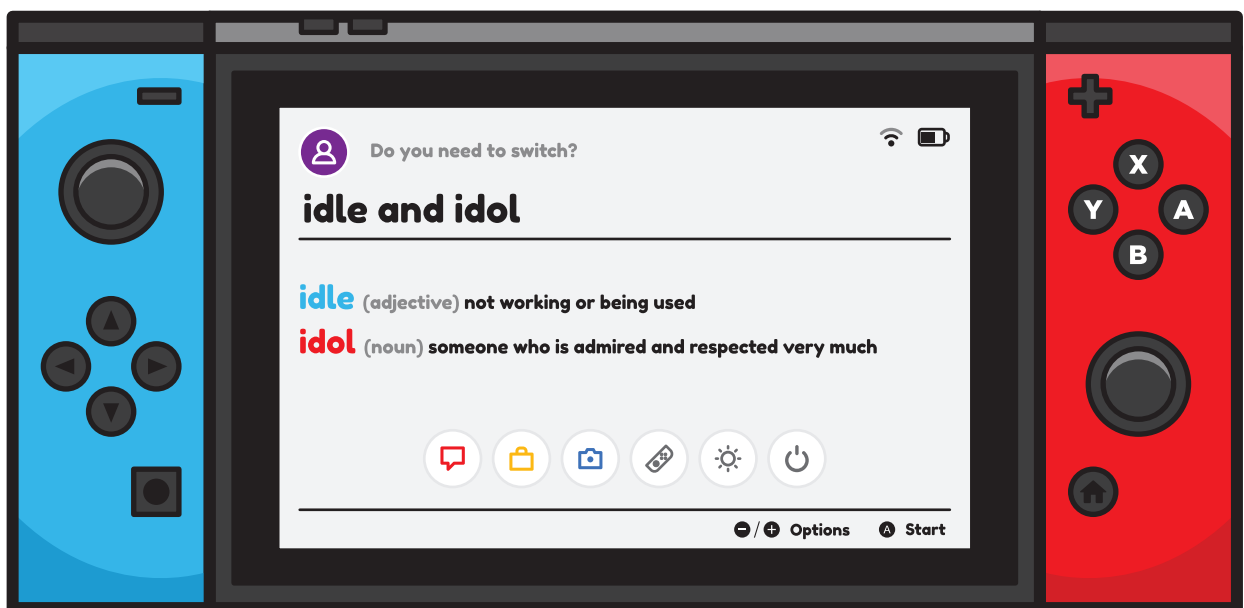 Do you need to switch?
idle and idol
idle (adjective) not working or being used
idol (noun) someone who is admired and respected very much
X
Y A
B
/ Options A Start